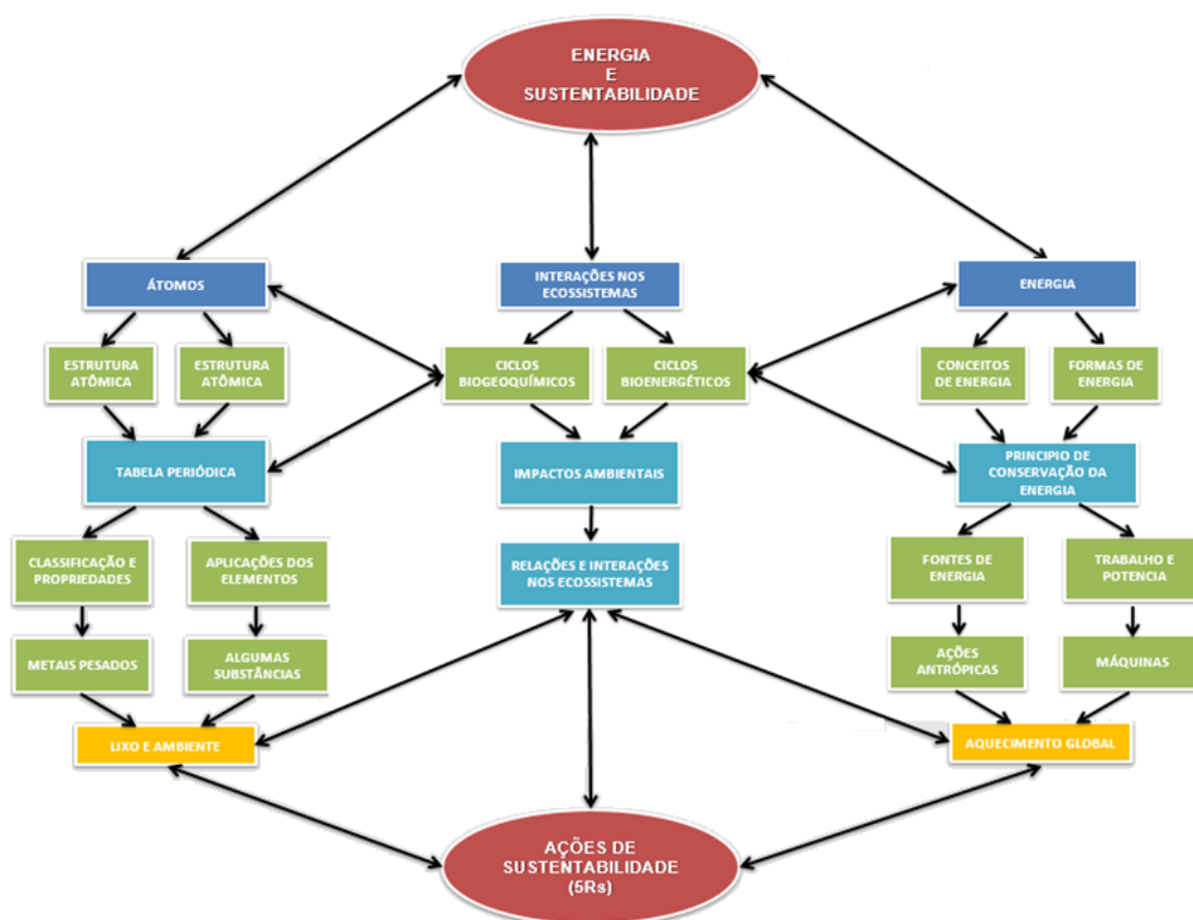 ENERGIA
E
SUSTENTABILIDADE
ÁTOMOS
INTERAÇÕES NOS
ECOSSISTEMAS
ENERGIA
ESTRUTURA
ATÔMICA
ESTRUTURA
ATÔMICA
CICLOS
BIOGEOQUÍMICOS
CICLOS
BIOENERGÉTICOS
CONCEITOS
DE ENERGIA
FORMAS DE
ENERGIA
TABELA PERIÓDICA
IMPACTOS AMBIENTAIS
PRINCIPIO DE
CONSERVAÇÃO DA
ENERGIA
CLASSIFICAÇÃO E
PROPRIEDADES
APLICAÇÕES DOS
ELEMENTOS
RELAÇÕES E INTERAÇÕES
NOS ECOSSISTEMAS
FONTES DE
ENERGIA
TRABALHO E
POTENCIA
METAIS PESADOS
ALGUMAS
SUBSTÂNCIAS
AÇÕES
ANTRÓPICAS
MÁQUINAS
LIXO E AMBIENTE
AQUECIMENTO GLOBAL
AÇÕES DE
SUSTENTABILIDADE
(5Rs)